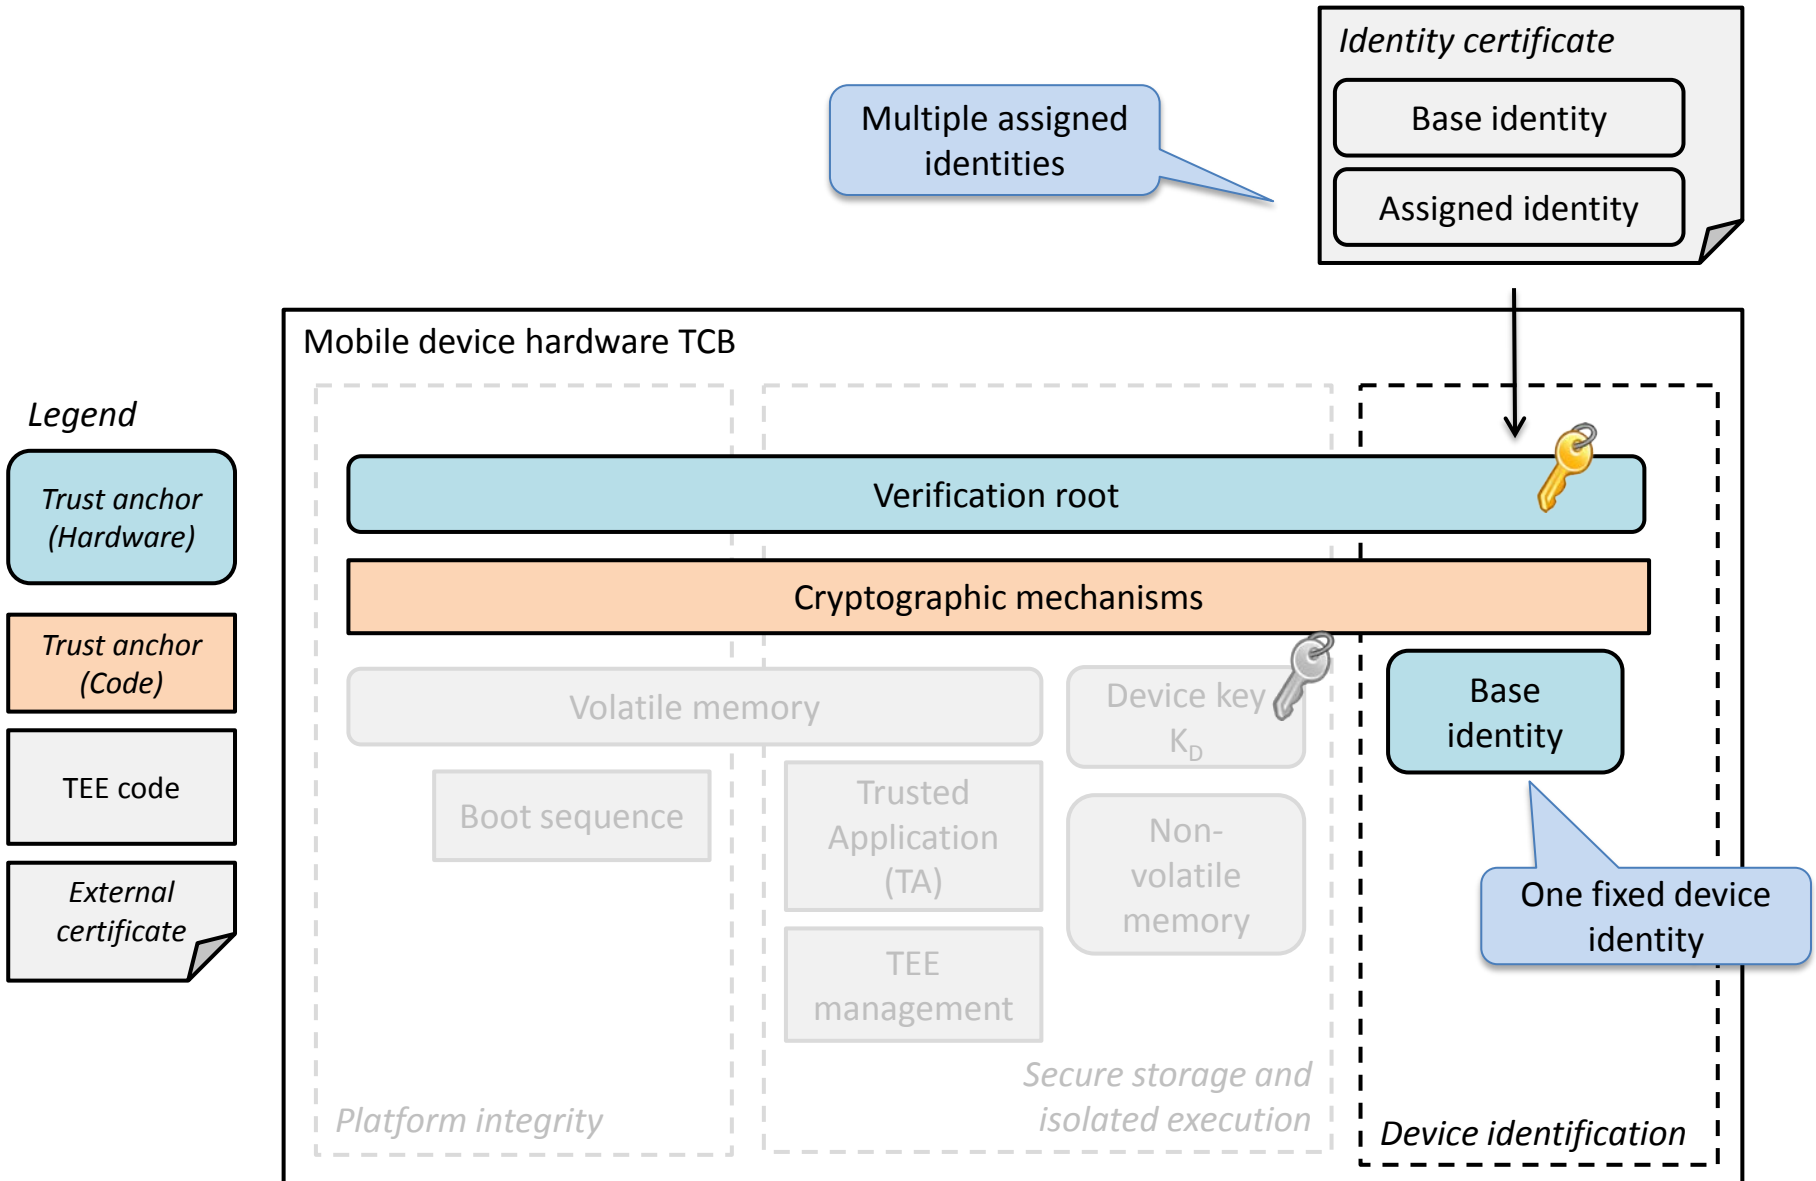 Identity certificate
Base identity
Assigned identity
Multiple assigned
identities
Mobile device hardware TCB
Legend
Trust anchor
(Hardware)
Trust anchor
(Code)
TEE code
External
certificate
Verification root
Cryptographic mechanisms
Volatile memory
Device key
K_D
Base
identity
Boot sequence
Trusted
Application
(TA)
Non-
volatile
memory
One fixed device
identity
TEE
management
Secure storage and
isolated execution
Platform integrity
Device identification